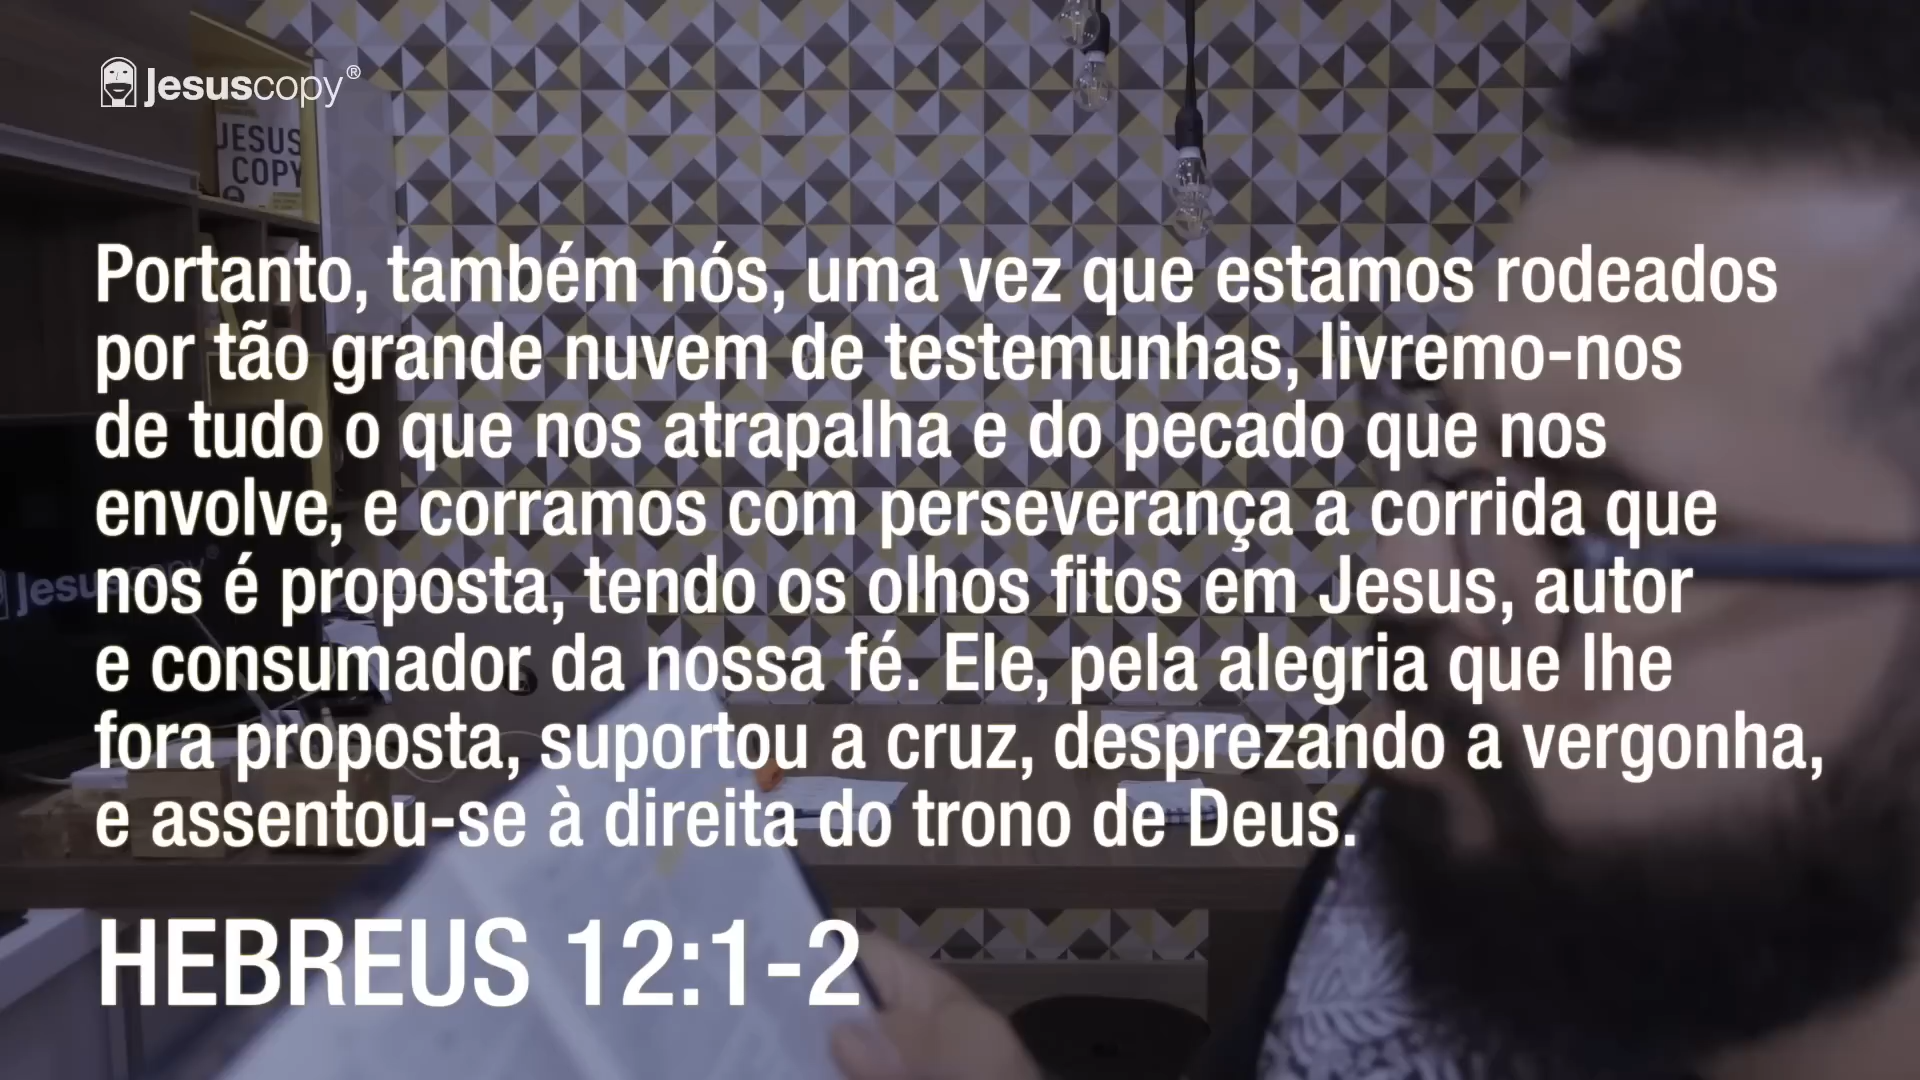 Jesuscopy®
JESUS
COPY
Portanto, também nós, uma vez que estamos rodeados
por tão grande nuvem de testemunhas, livremo-nos
de tudo o que nos atrapalha e do pecado que nos
envolve, e corramos com perseverança a corrida que
nos é proposta, tendo os olhos fitos em Jesus, autor
e consumador da nossa fé. Ele, pela alegria que lhe
fora proposta, suportou a cruz, desprezando a vergonha,
e assentou-se à direita do trono de Deus.
Jesuscopy
HEBREUS 12:1-2